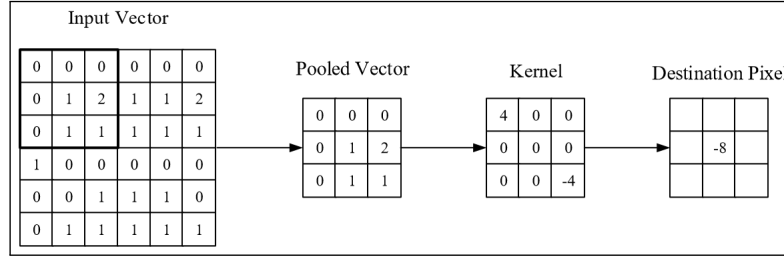 Input Vector
0 0 0 0 0 0
0 1 2 1 1 2
0 1 1 1 1 1
1 0 0 0 0 0
0 0 1 1 1 0
0 1 1 1 1 1
Pooled Vector
0 0 0
0 1 2
0 1 1
Kernel
4 0 0
0 0 0
0 0 -4
Destination Pixel
-8